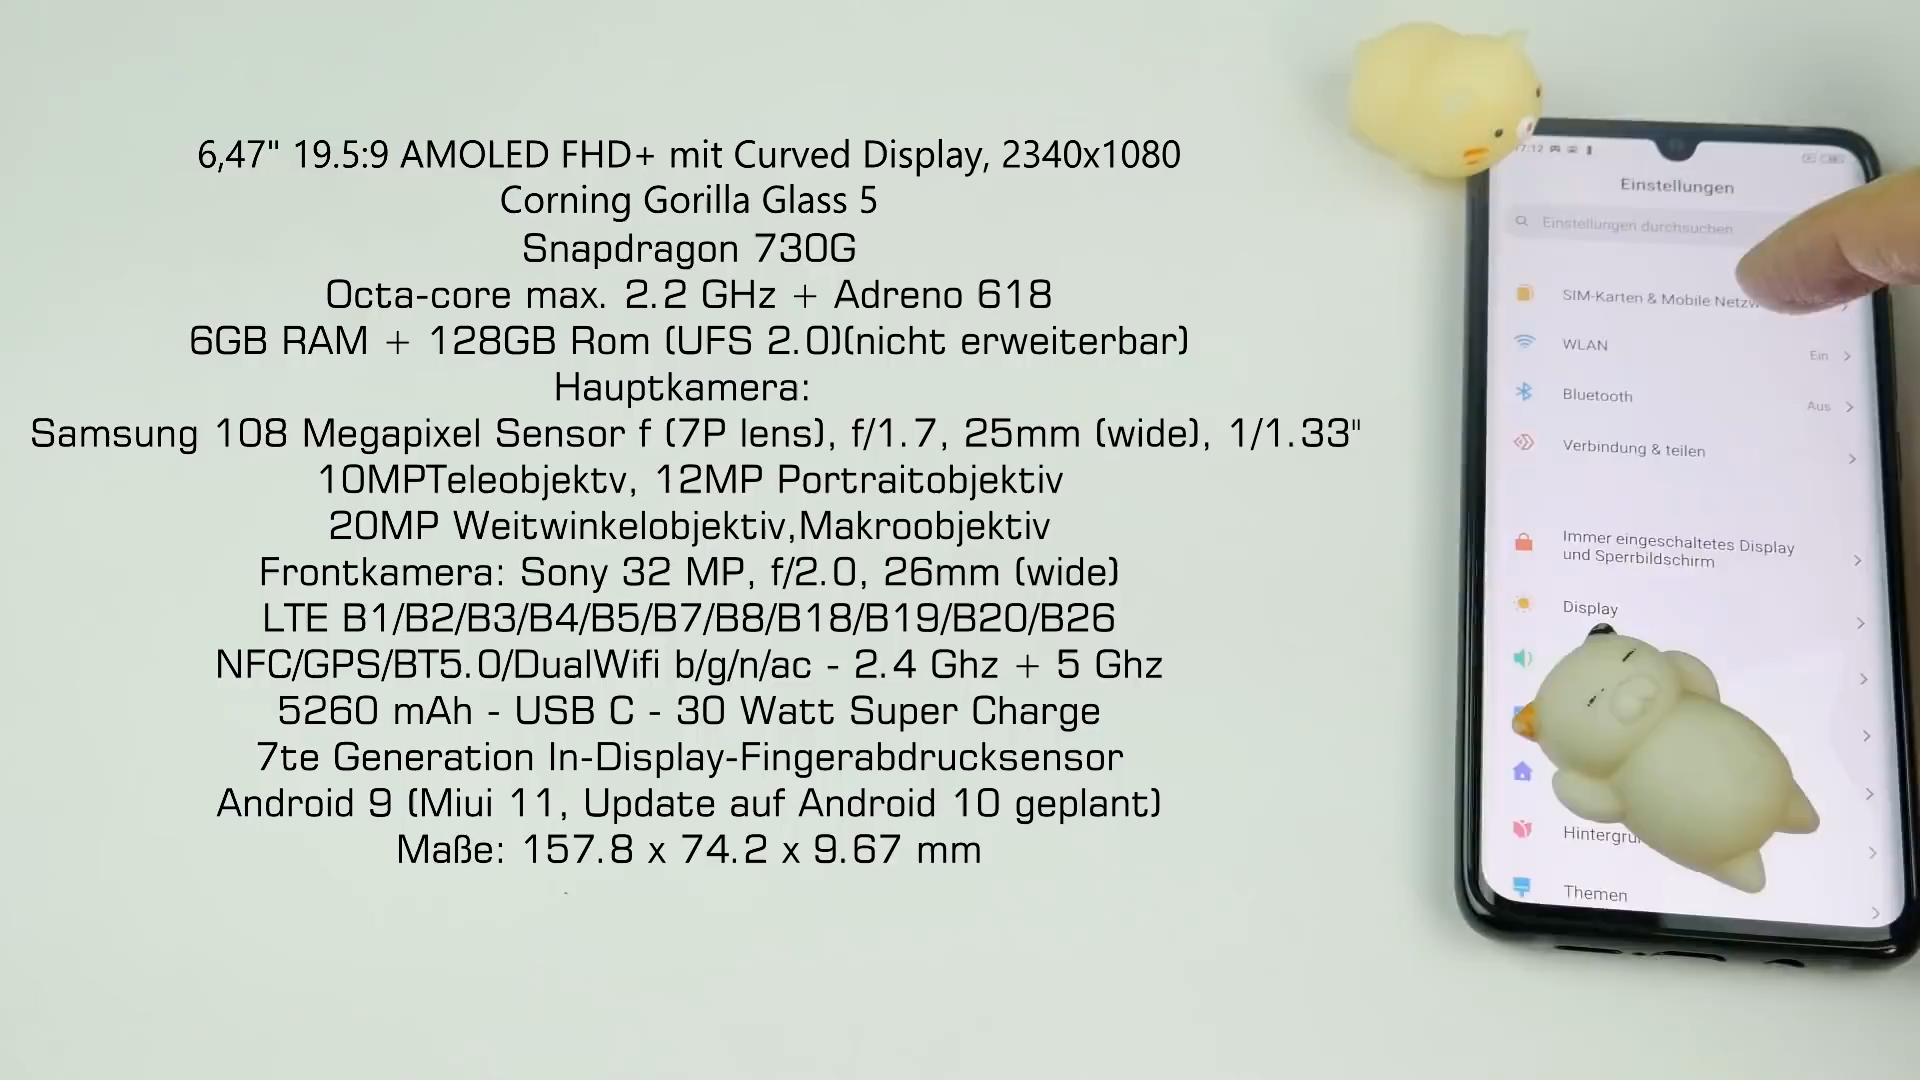 6,47" 19.5:9 AMOLED FHD+ mit Curved Display, 2340x1080
Corning Gorilla Glass 5
Snapdragon 730G
Octa-core max. 2.2 GHz + Adreno 618
6GB RAM + 128GB Rom (UFS 2.0)(nicht erweiterbar)
Hauptkamera:
Samsung 108 Megapixel Sensor f (7P lens), f/1.7, 25mm (wide), 1/1.33"
10MPTeleobjektv, 12MP Portraitobjektiv
20MP Weitwinkelobjektiv,Makroobjektiv
Frontkamera: Sony 32 MP, f/2.0, 26mm (wide)
LTE B1/B2/B3/B4/B5/B7/B8/B18/B19/B20/B26
NFC/GPS/BT5.0/DualWifi b/g/n/ac - 2.4 Ghz + 5 Ghz
5260 mAh - USB C - 30 Watt Super Charge
7te Generation In-Display-Fingerabdrucksensor
Android 9 (Miui 11, Update auf Android 10 geplant)
Maße: 157.8 x 74.2 x 9.67 mm
Einstellungen
Einstellungen durchsuchen
SIM-Karten & Mobile
WLAN Ein
Bluetooth Aus
Verbindung & teilen
Immer eingeschaltetes Display
und Sperrbildschirm
Display
Themen